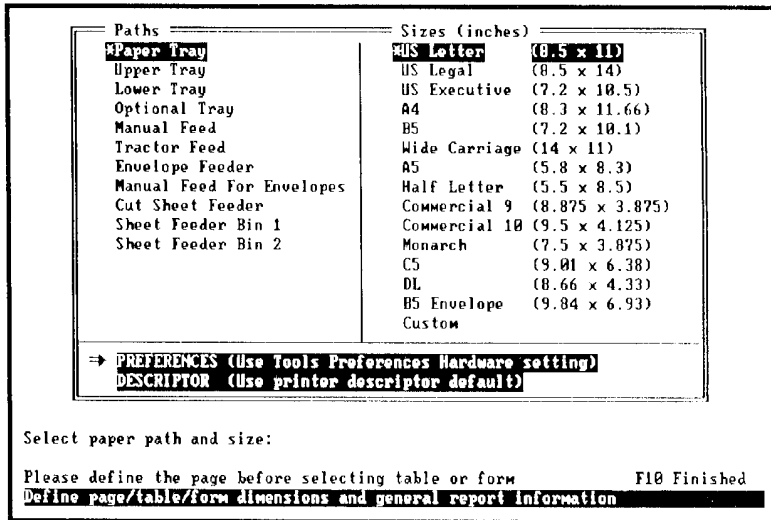 Paths
*Paper Tray
Upper Tray
Lower Tray
Optional Tray
Manual Feed
Tractor Feed
Envelope Feeder
Manual Feed For Envelopes
Cut Sheet Feeder
Sheet Feeder Bin 1
Sheet Feeder Bin 2
Sizes (inches)
*US Letter (8.5 x 11)
US Legal (8.5 x 14)
US Executive (7.2 x 10.5)
A4 (8.3 x 11.66)
B5 (7.2 x 10.1)
Wide Carriage (14 x 11)
A5 (5.8 x 8.3)
Half Letter (5.5 x 8.5)
Commercial 9 (8.875 x 3.875)
Commercial 10 (9.5 x 4.125)
Monarch (7.5 x 3.875)
C5 (9.01 x 6.38)
DL (8.66 x 4.33)
B5 Envelope (9.84 x 6.93)
Custom
⇒ PREFERENCES (Use Tools Preferences Hardware setting)
DESCRIPTOR (Use printer descriptor default)
Select paper path and size:
Please define the page before selecting table or form F10 Finished
Define page/table/form dimensions and general report information